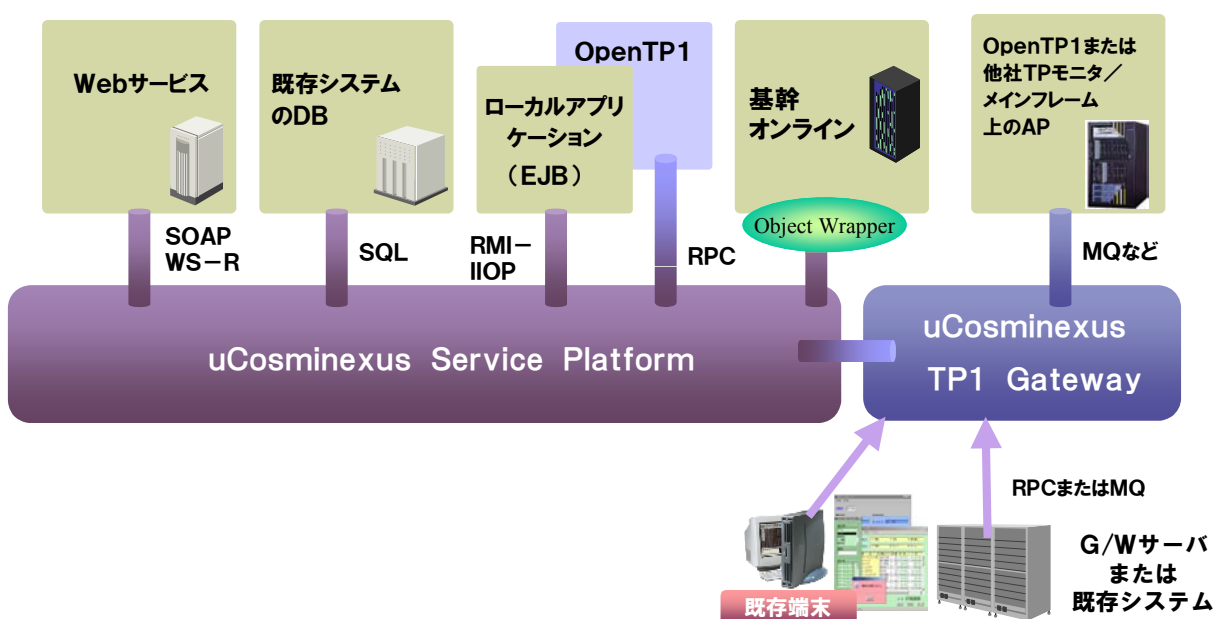 Webサービス
既存システム
のDB
OpenTP1
ローカルアプリ
ケーション
(EJB)
基幹
オンライン
OpenTP1または
他社TPモニタ/
メインフレーム
上のAP
Object Wrapper
SOAP
WS-R
SQL
RMI-
IIOP
RPC
MQなど
uCosminexus Service Platform
uCosminexus
TP1 Gateway
RPCまたはMQ
既存端末
G/Wサーバ
または
既存システム